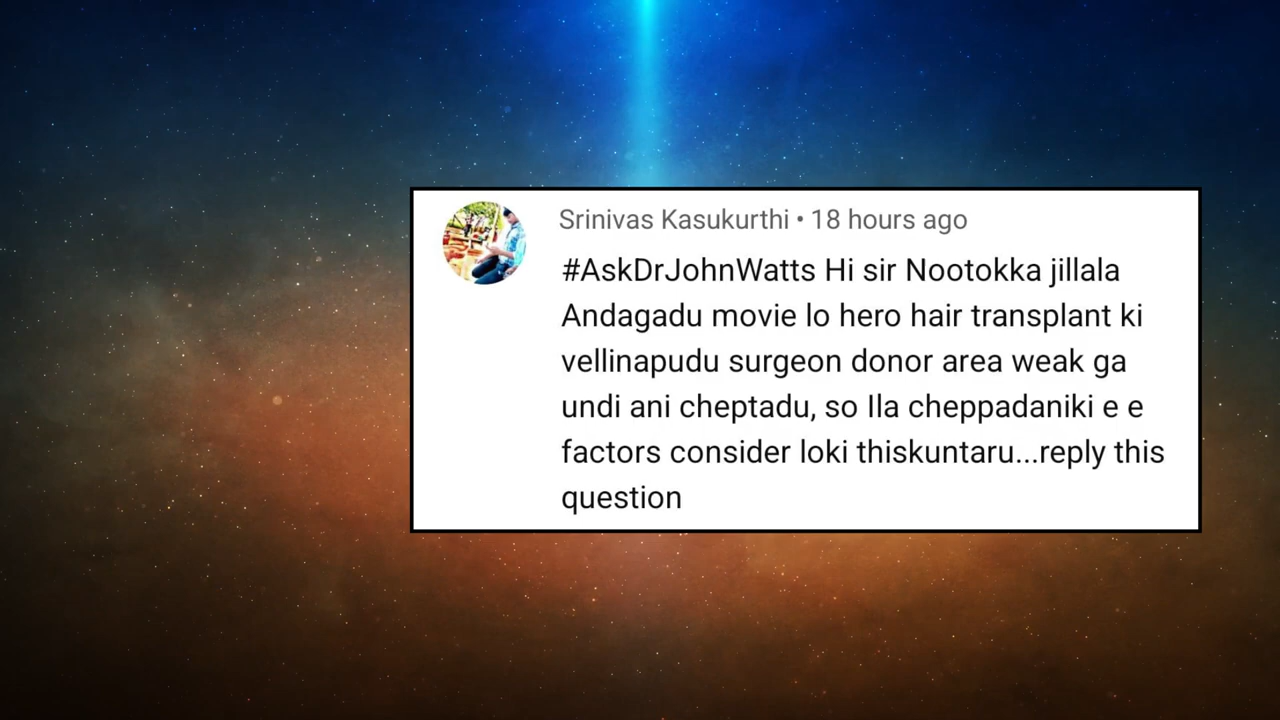 Srinivas Kasukurthi • 18 hours ago
#AskDrJohnWatts Hi sir Nootokka jillala
Andagadu movie lo hero hair transplant ki
vellinapudu surgeon donor area weak ga
undi ani cheptadu, so Ila cheppadaniki e e
factors consider loki thiskuntaru...reply this
question